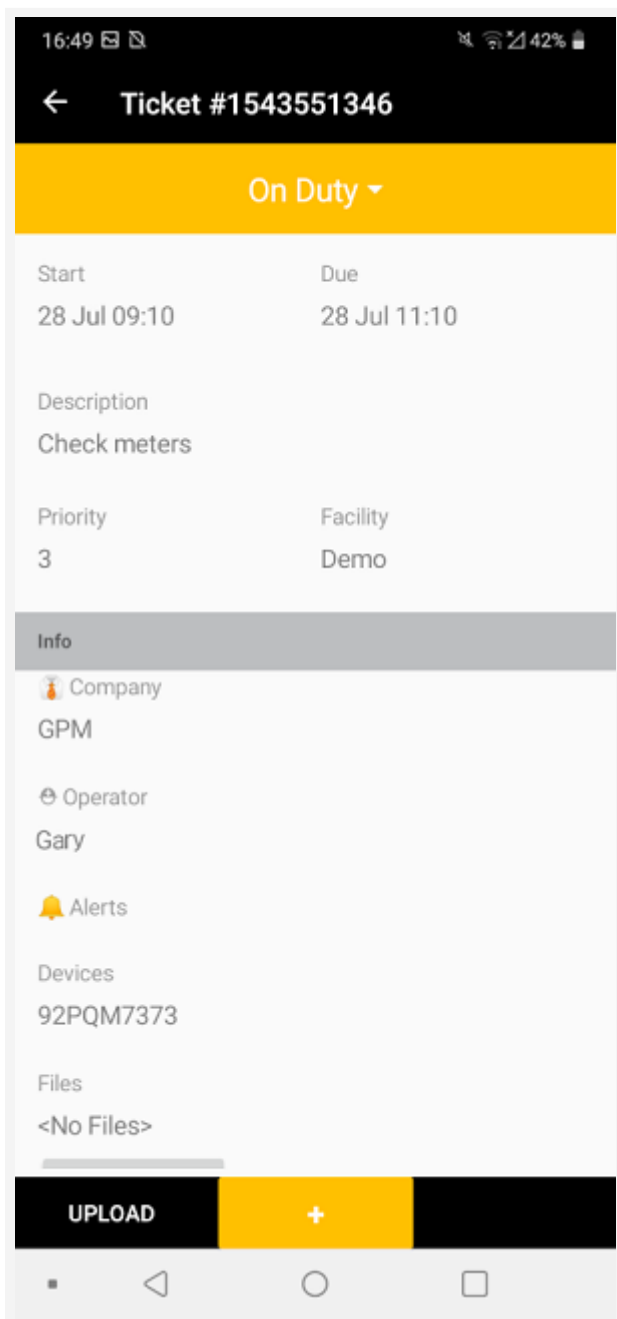 16:49 42%
Ticket #1543551346
On Duty
Start Due
28 Jul 09:10 28 Jul 11:10
Description
Check meters
Priority Facility
3 Demo
Info
Company
GPM
Operator
Gary
Alerts
Devices
92PQM7373
Files
<No Files>
UPLOAD +